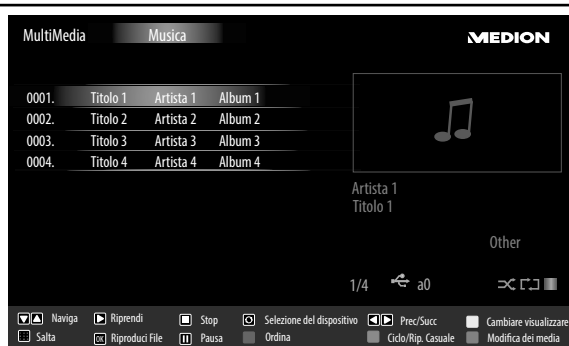 MultiMedia Musica MEDION
0001. Titolo 1 Artista 1 Album 1
0002. Titolo 2 Artista 2 Album 2
0003. Titolo 3 Artista 3 Album 3
0004. Titolo 4 Artista 4 Album 4
Artista 1
Titolo 1
Other
1/4 a0
Naviga Riprendi Stop Selezione del dispositivo Prec/Succ Cambiare visualizzare
Salta OK Riproduci File Pausa Ordina Ciclo/Rip. Casuale Modifica dei media